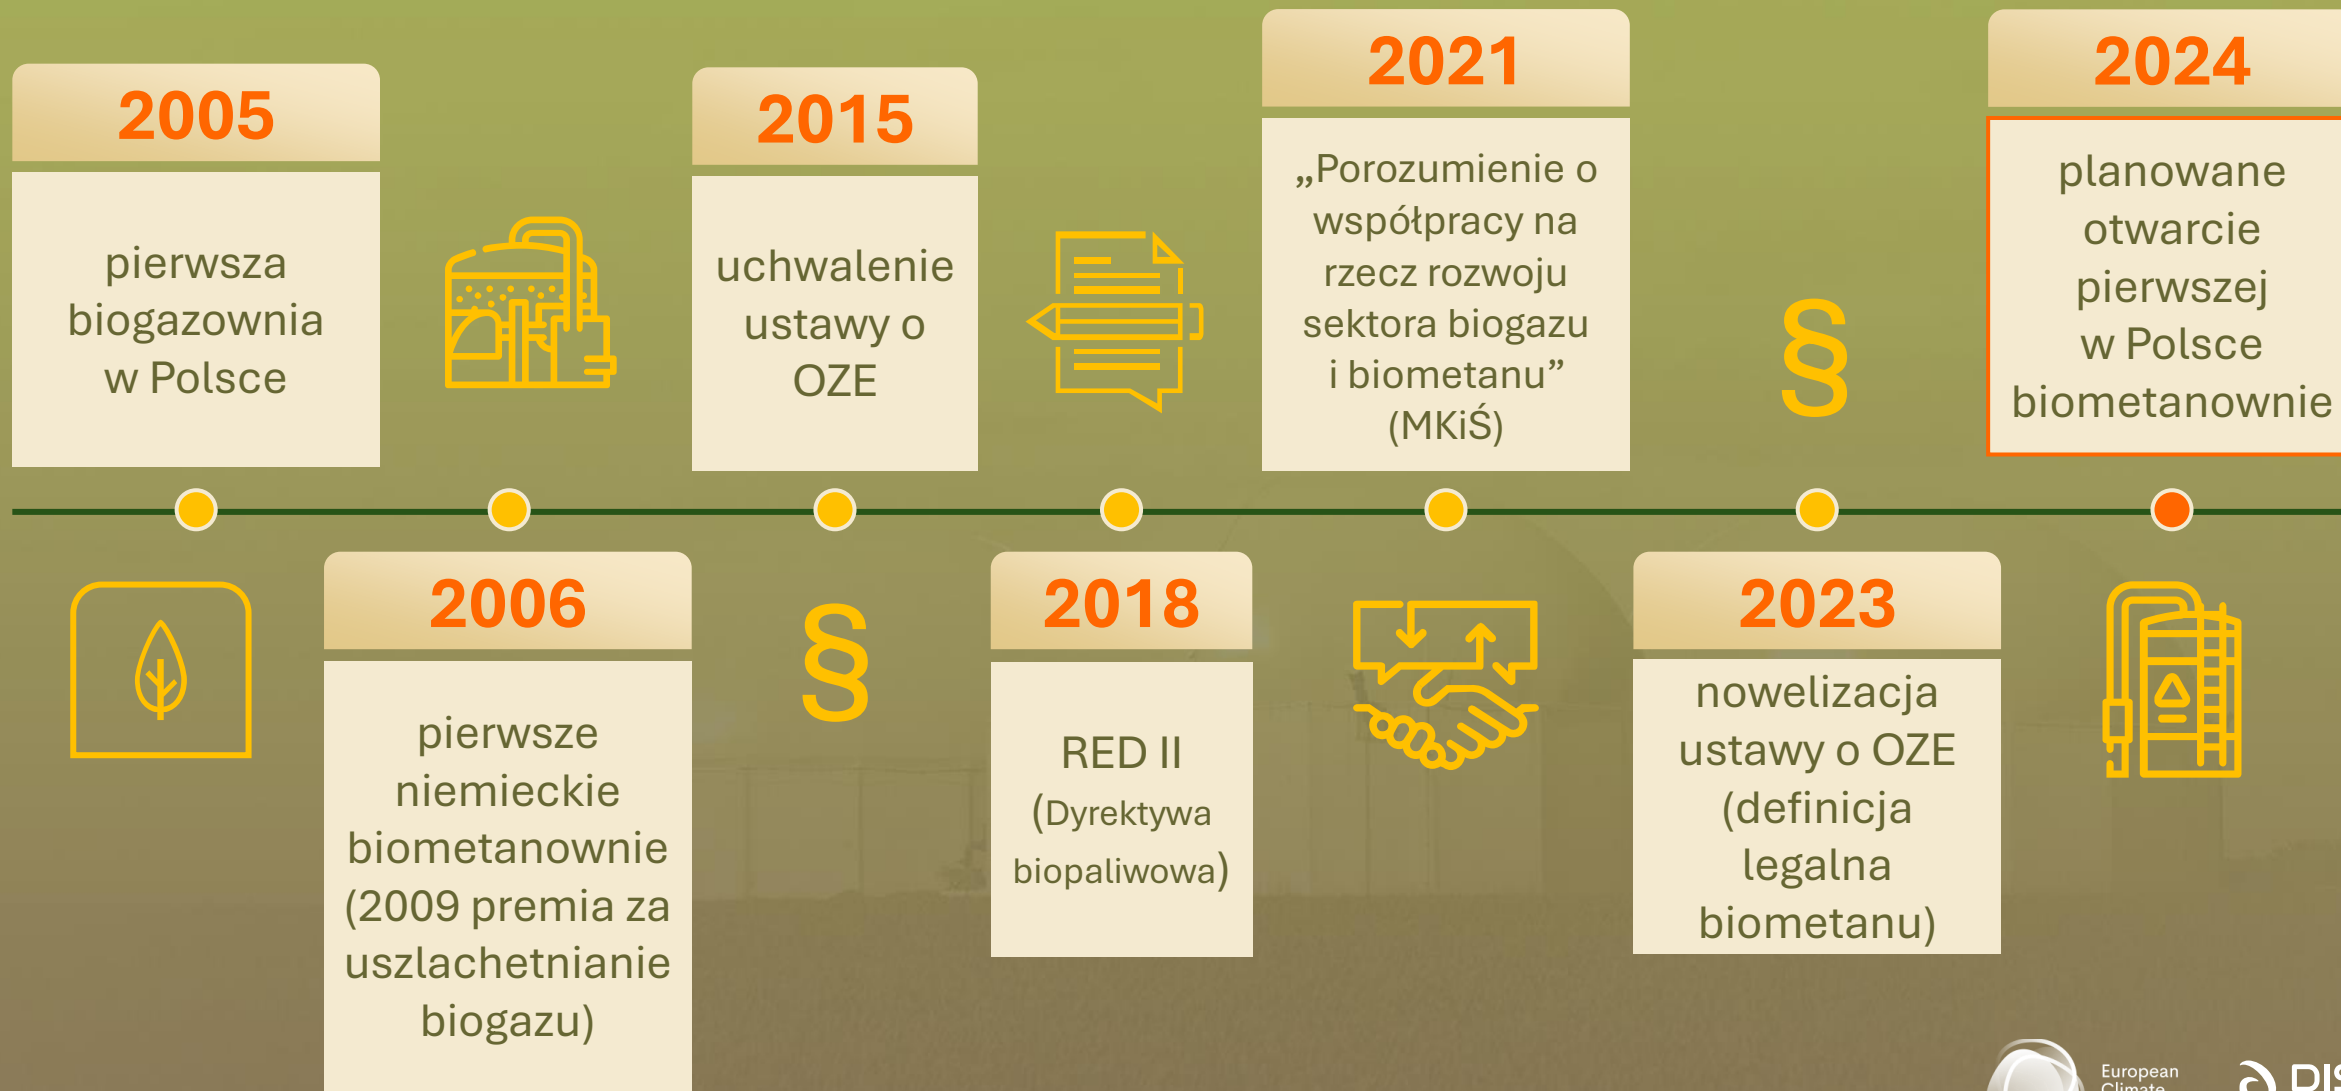 2005
pierwsza
biogazownia
w Polsce
2006
pierwsze
niemieckie
biometanownie
(2009 premia za
uszlachetnianie
biogazu)
2015
uchwalenie
ustawy o
OZE
§
2018
RED II
(Dyrektywa
biopaliwowa)
2021
„Porozumienie o
współpracy na
rzecz rozwoju
sektora biogazu
i biometanu”
(MKiŚ)
2023
nowelizacja
ustawy o OZE
(definicja
legalna
biometanu)
§
2024
planowane
otwarcie
pierwszej
w Polsce
biometanownie
European
Climate